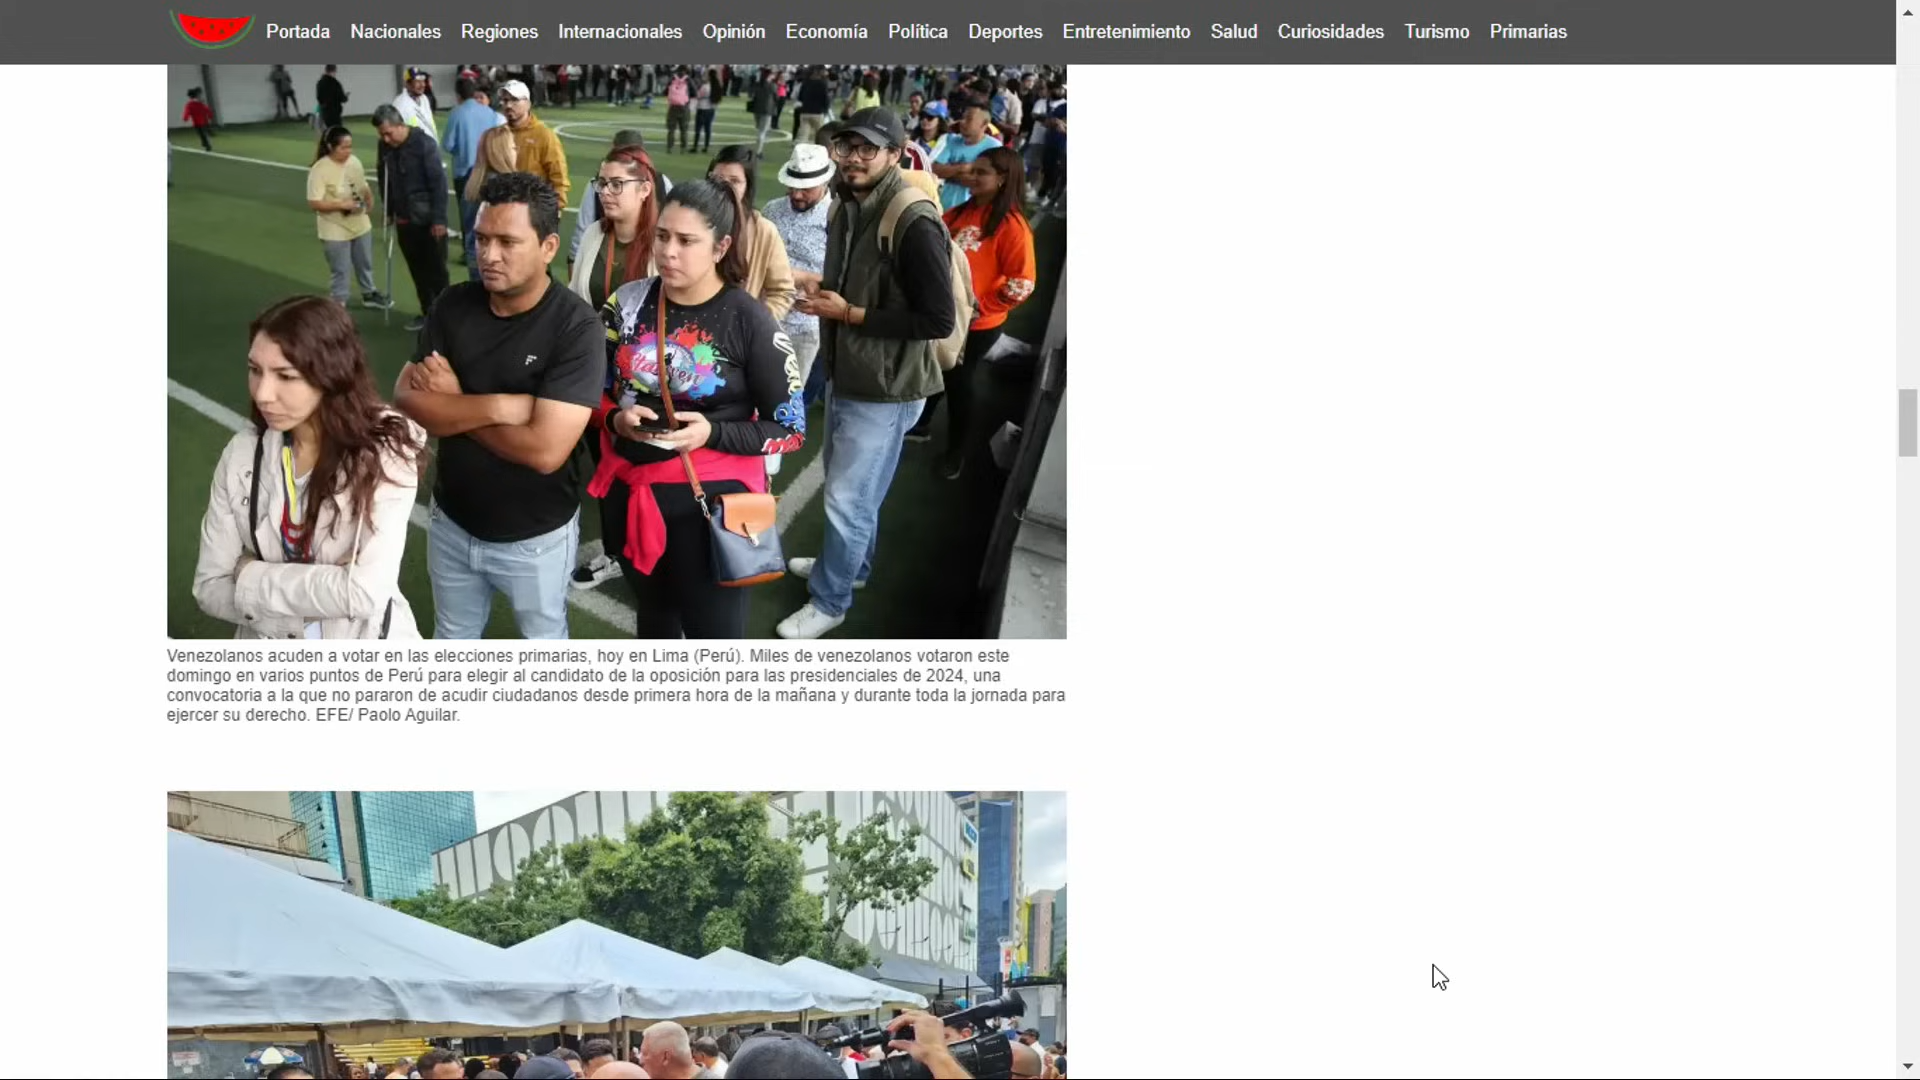 Portada Nacionales Regiones Internacionales Opinión Economía Política Deportes Entretenimiento Salud Curiosidades Turismo Primarias
Venezolanos acuden a votar en las elecciones primarias, hoy en Lima (Perú). Miles de venezolanos votaron este
domingo en varios puntos de Perú para elegir al candidato de la oposición para las presidenciales de 2024, una
convocatoria a la que no pararon de acudir ciudadanos desde primera hora de la mañana y durante toda la jornada para
ejercer su derecho. EFE/ Paolo Aguilar.